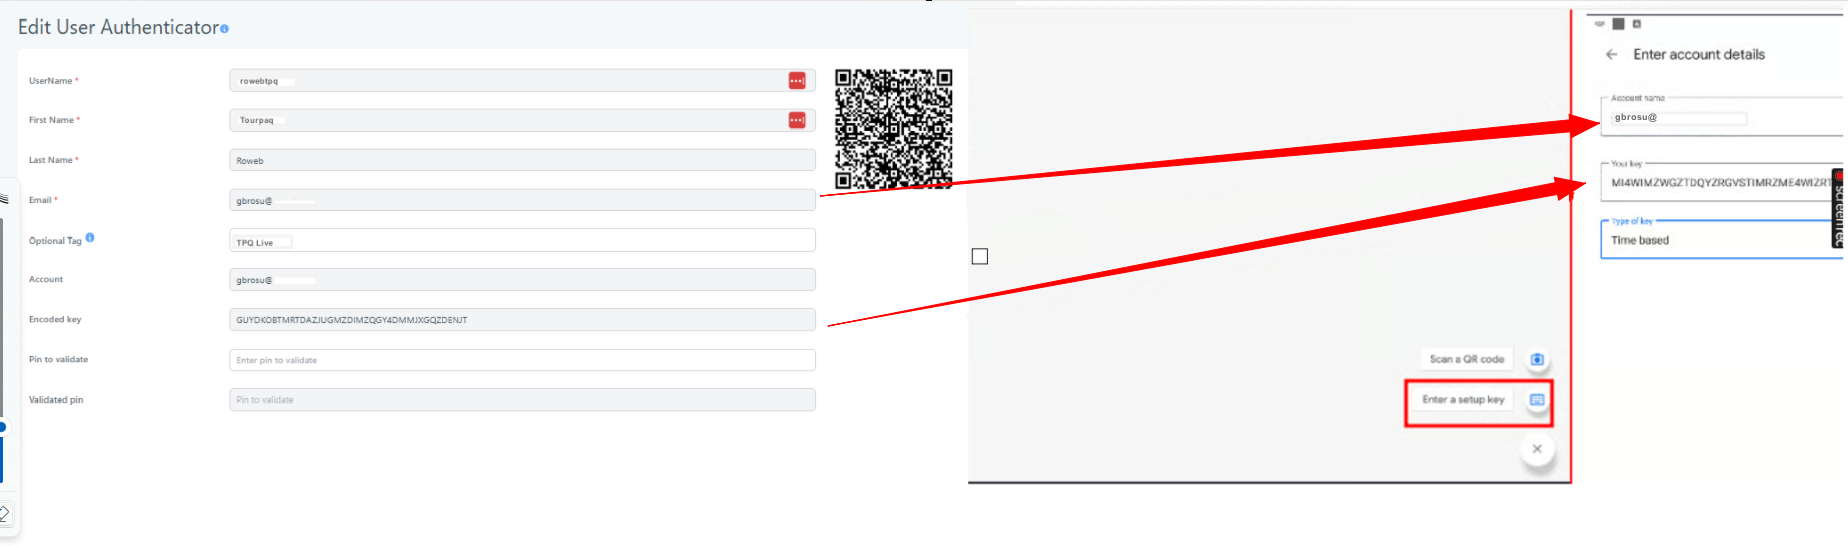 Edit User Authenticator
UserName *
rowebtpq
First Name *
Tourpaq
Last Name *
Roweb
Email *
gbrosu@
Optional Tag
TPQ Live
Account
gbrosu@
Encoded key
GUYDKOBTMRTDAZJUGMZDIMZQGY4DMMJXGQZDENJT
Pin to validate
Enter pin to validate
Validated pin
Pin to validate
Scan a QR code
Enter a setup key
Enter account details
Account name
gbrosu@
Your key
MI4WIMZWGZTDQYZRGVSTIMRZME4WIZRT
Type of key
Time based
screenrec